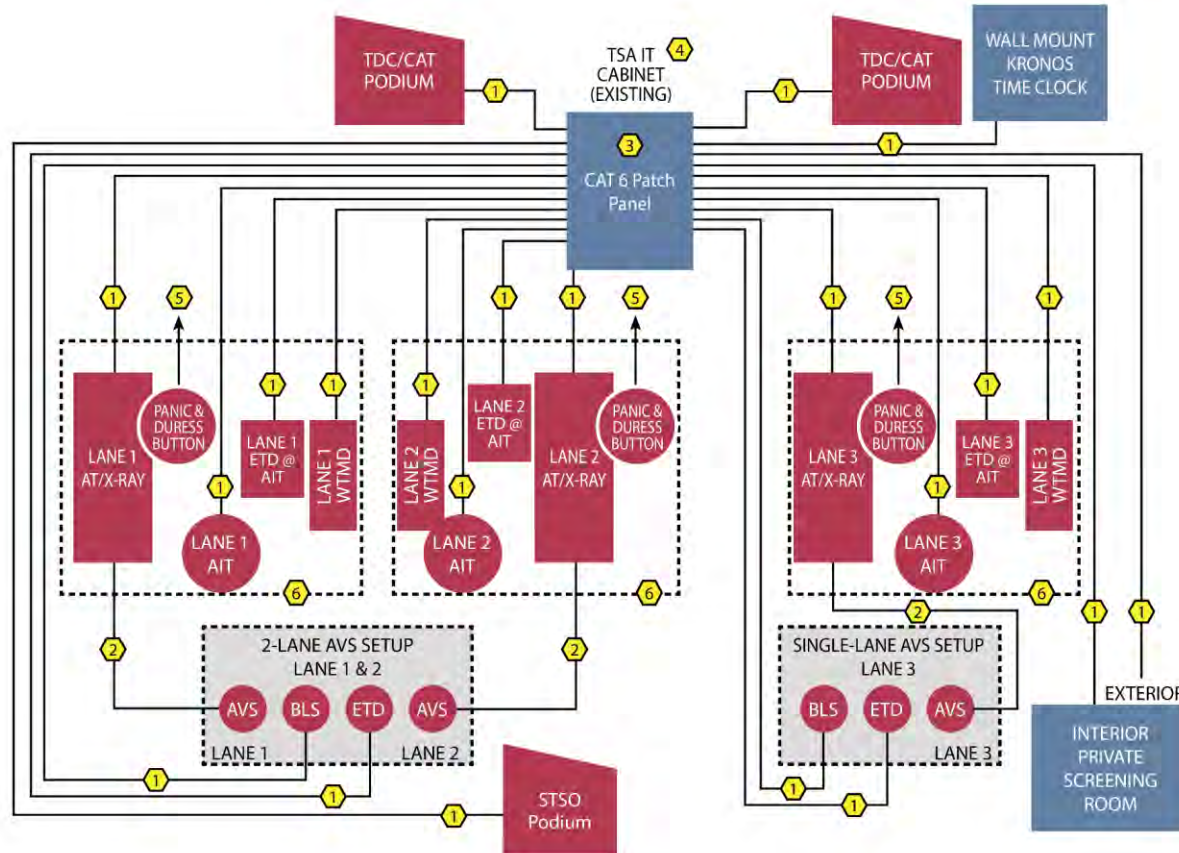 TDC/CAT
PODIUM
1
TSA IT
CABINET
(EXISTING)
4
1
TDC/CAT
PODIUM
WALL MOUNT
KRONOS
TIME CLOCK
3
CAT 6 Patch
Panel
1
1
5
1
1
5
1
5
1
LANE 1
AT/X-RAY
PANIC &
DURESS
BUTTON
1
LANE 1
ETD @
AIT
1
LANE 1
WTMD
1
LANE 1
AIT
6
1
LANE 2
WTMD
LANE 2
ETD @
AIT
1
LANE 2
AIT
LANE 2
AT/X-RAY
PANIC &
DURESS
BUTTON
6
LANE 3
AT/X-RAY
PANIC &
DURESS
BUTTON
1
LANE 3
ETD @
AIT
LANE 3
WTMD
1
LANE 3
AIT
6
2
2
2
1
1
2-LANE AVS SETUP
LANE 1 & 2
AVS
BLS
ETD
AVS
LANE 1
LANE 2
SINGLE-LANE AVS SETUP
LANE 3
BLS
ETD
AVS
LANE 3
EXTERIOR
INTERIOR
PRIVATE
SCREENING
ROOM
1
1
1
STSO
Podium
1
1